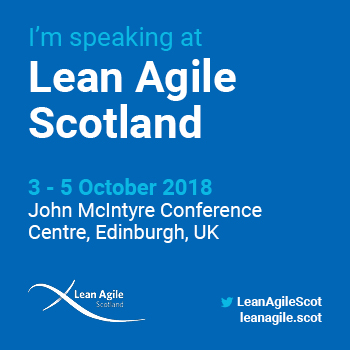 I'm speaking at
Lean Agile
Scotland
3 - 5 October 2018
John McIntyre Conference
Centre, Edinburgh, UK
Lean Agile
Scotland
LeanAgileScot
leanagile.scot